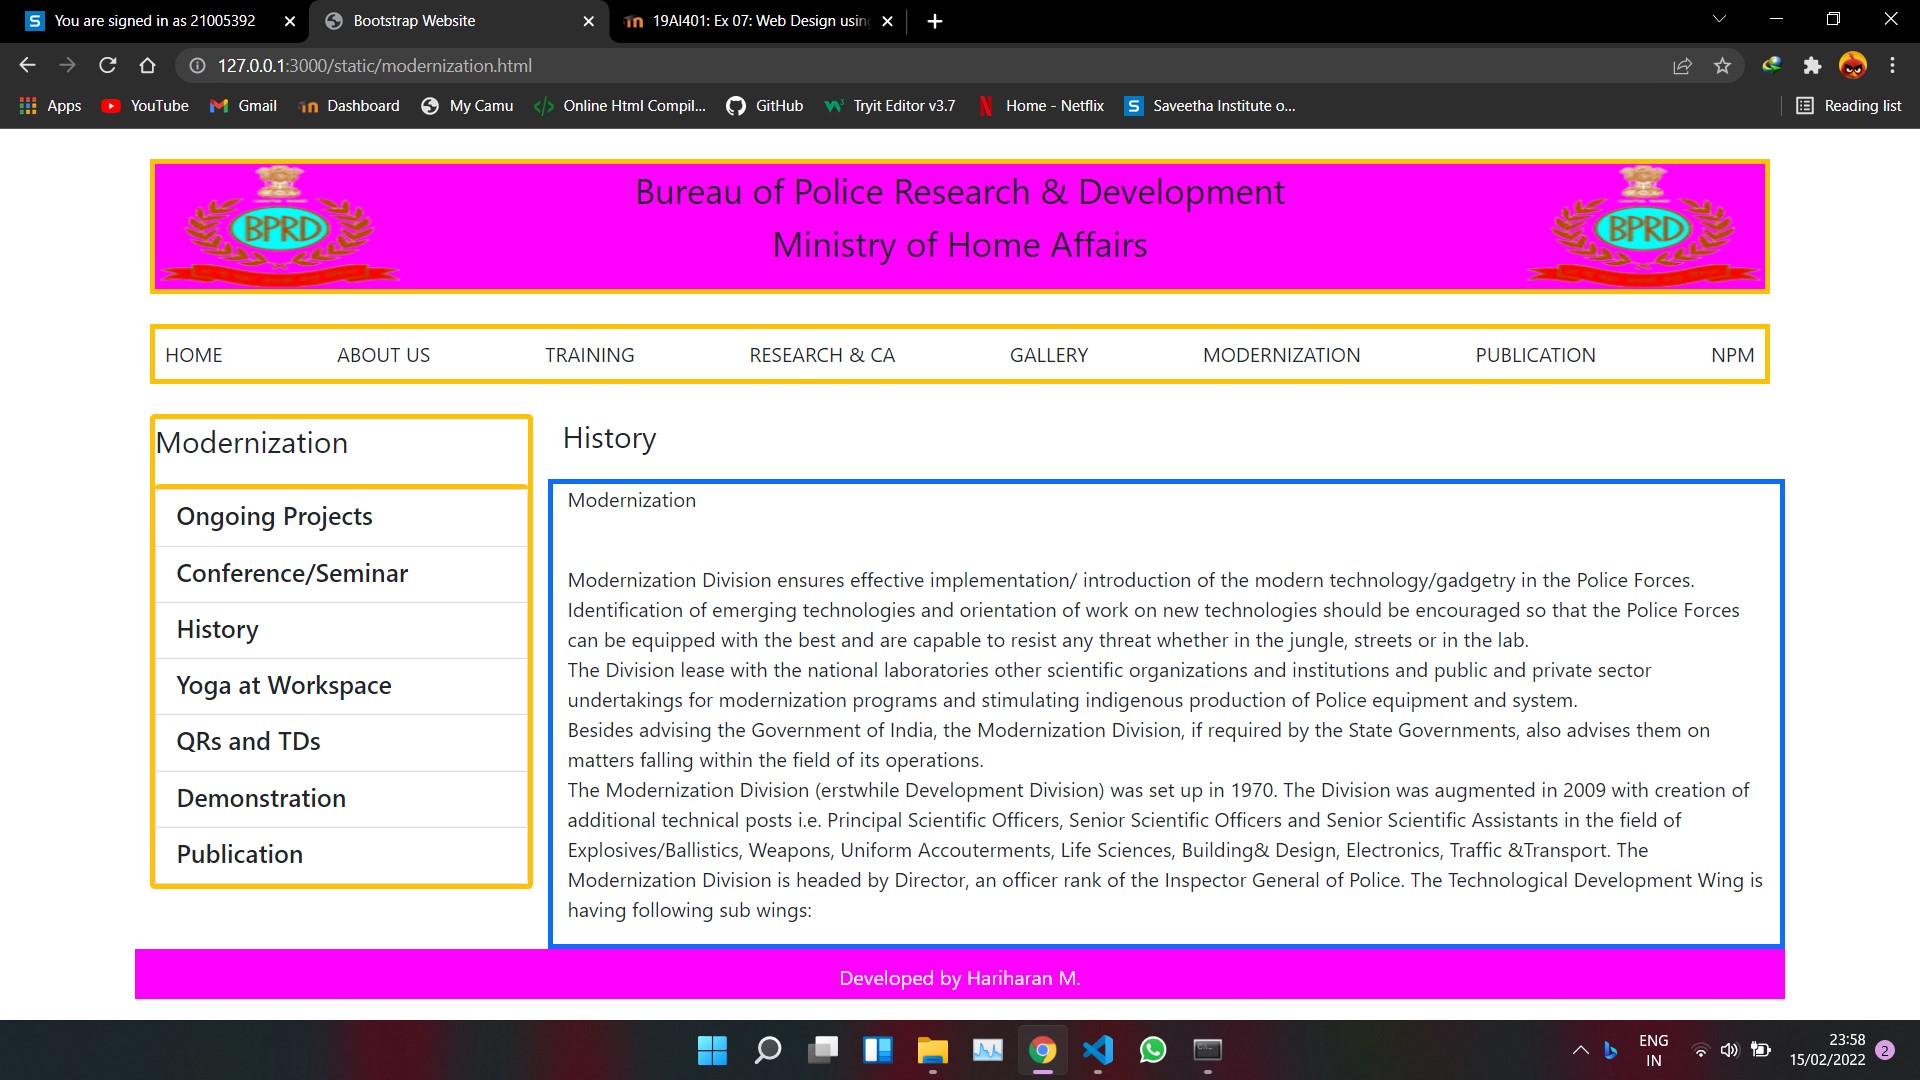 You are signed in as 21005392
Bootstrap Website
19AI401: Ex 07: Web Design usin
127.0.0.1:3000/static/modernization.html
Apps
YouTube
Gmail
Dashboard
My Camu
Online Html Compil...
GitHub
Tryit Editor v3.7
Home - Netflix
Saveetha Institute o...
Reading list
BPRD
Bureau of Police Research & Development
Ministry of Home Affairs
BPRD
HOME
ABOUT US
TRAINING
RESEARCH & CA
GALLERY
MODERNIZATION
PUBLICATION
NPM
Modernization
Ongoing Projects
Conference/Seminar
History
Yoga at Workspace
QRs and TDs
Demonstration
Publication
History
Modernization
Modernization Division ensures effective implementation/ introduction of the modern technology/gadgetry in the Police Forces.
Identification of emerging technologies and orientation of work on new technologies should be encouraged so that the Police Forces
can be equipped with the best and are capable to resist any threat whether in the jungle, streets or in the lab.
The Division lease with the national laboratories other scientific organizations and institutions and public and private sector
undertakings for modernization programs and stimulating indigenous production of Police equipment and system.
Besides advising the Government of India, the Modernization Division, if required by the State Governments, also advises them on
matters falling within the field of its operations.
The Modernization Division (erstwhile Development Division) was set up in 1970. The Division was augmented in 2009 with creation of
additional technical posts i.e. Principal Scientific Officers, Senior Scientific Officers and Senior Scientific Assistants in the field of
Explosives/Ballistics, Weapons, Uniform Accouterments, Life Sciences, Building& Design, Electronics, Traffic &Transport. The
Modernization Division is headed by Director, an officer rank of the Inspector General of Police. The Technological Development Wing is
having following sub wings:
Developed by Hariharan M.
ENG
IN
23:58
15/02/2022
2